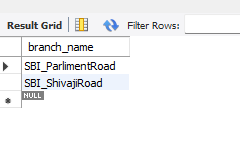 Result Grid Filter Rows:
branch_name
SBI_ParlimentRoad
SBI_ShivajiRoad
NULL